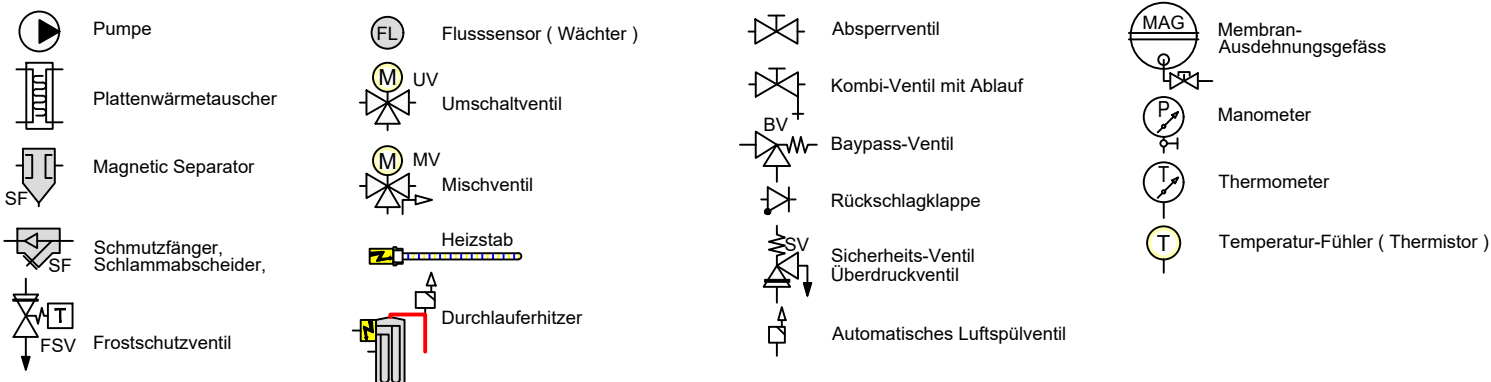 Pumpe
Plattenwärmetauscher
Magnetic Separator
SF
Schmutzfänger,
Schlammabscheider,
SF
T
FSV
Frostschutzventil
FL
Flusssensor ( Wächter )
M
UV
Umschaltventil
M
MV
Mischventil
Heizstab
Durchlauferhitzer
Absperrventil
Kombi-Ventil mit Ablauf
BV
Baypass-Ventil
Rückschlagklappe
SV
Sicherheits-Ventil
Überdruckventil
Automatisches Luftspülventil
MAG
Membran-
Ausdehnungsgefäss
P
Manometer
T
Thermometer
T
Temperatur-Fühler ( Thermistor )